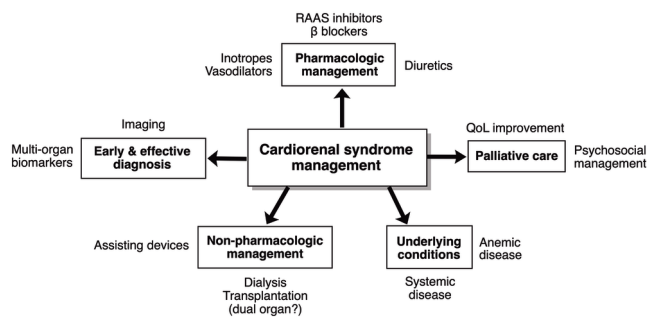 RAAS inhibitors
β blockers
Inotropes
Vasodilators
Pharmacologic
management
Diuretics
Imaging
Multi-organ
biomarkers
Early & effective
diagnosis
Cardiorenal syndrome
management
QoL improvement
Palliative care
Psychosocial
management
Assisting devices
Non-pharmacologic
management
Dialysis
Transplantation
(dual organ?)
Underlying
conditions
Anemic
disease
Systemic
disease